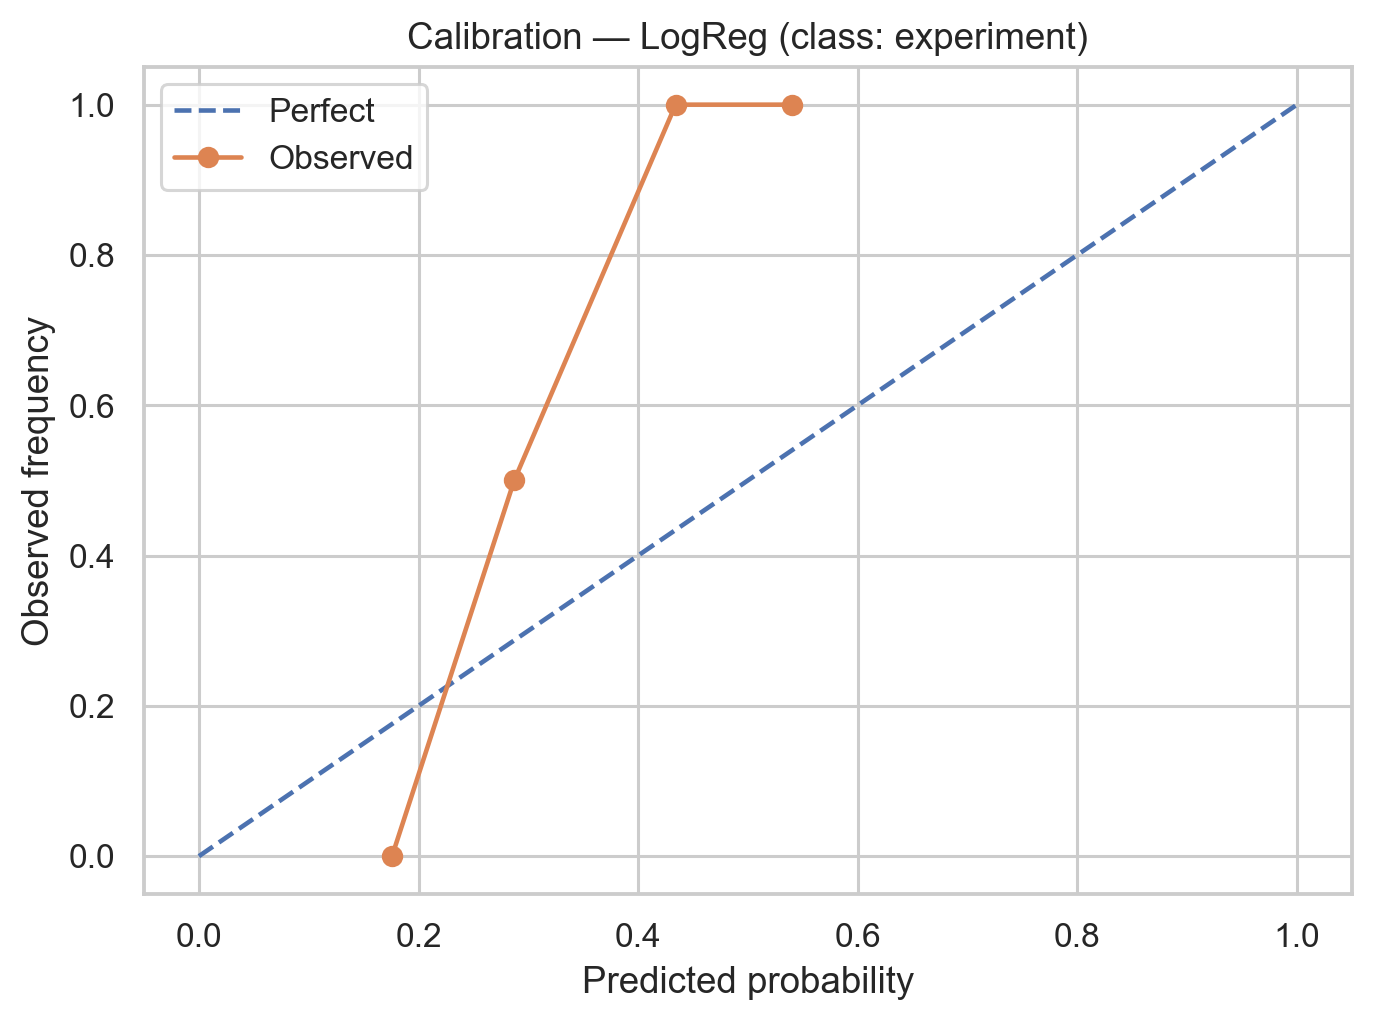 Calibration — LogReg (class: experiment)
Perfect
Observed
Observed frequency
1.0
0.8
0.6
0.4
0.2
0.0
0.0 0.2 0.4 0.6 0.8 1.0
Predicted probability